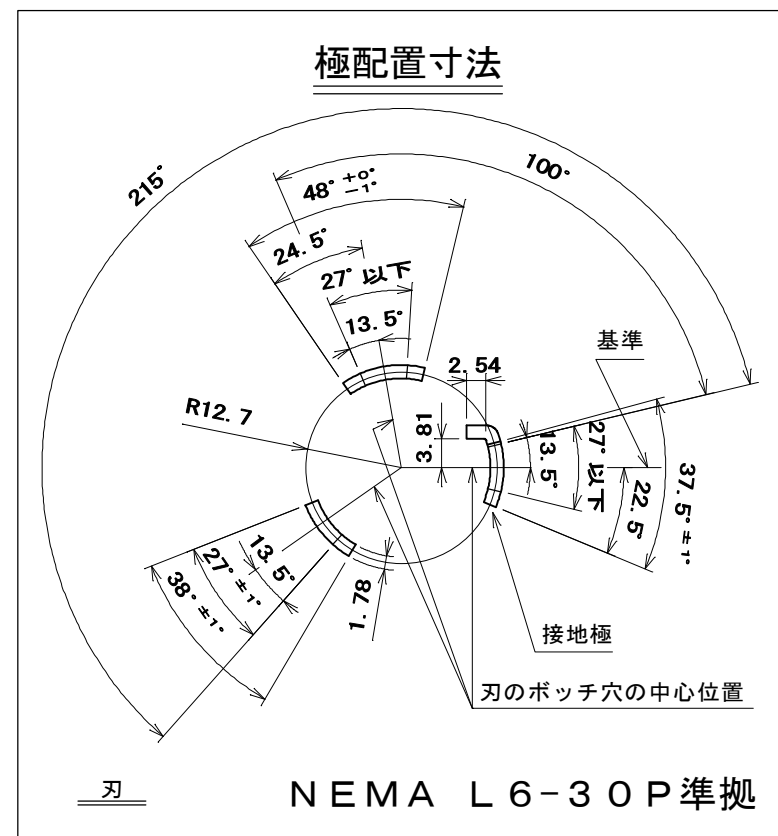 極配置寸法
215°
100°
48° +0° −1°
24.5°
27° 以下
13.5°
基準
2.54
R12.7
3.81
13.5°
27° 以下
22.5°
37.5° ±1°
13.5°
27° ±1°
38° ±1°
1.78
接地極
刃のボッチ穴の中心位置
刃
NEMA L6-30P準拠